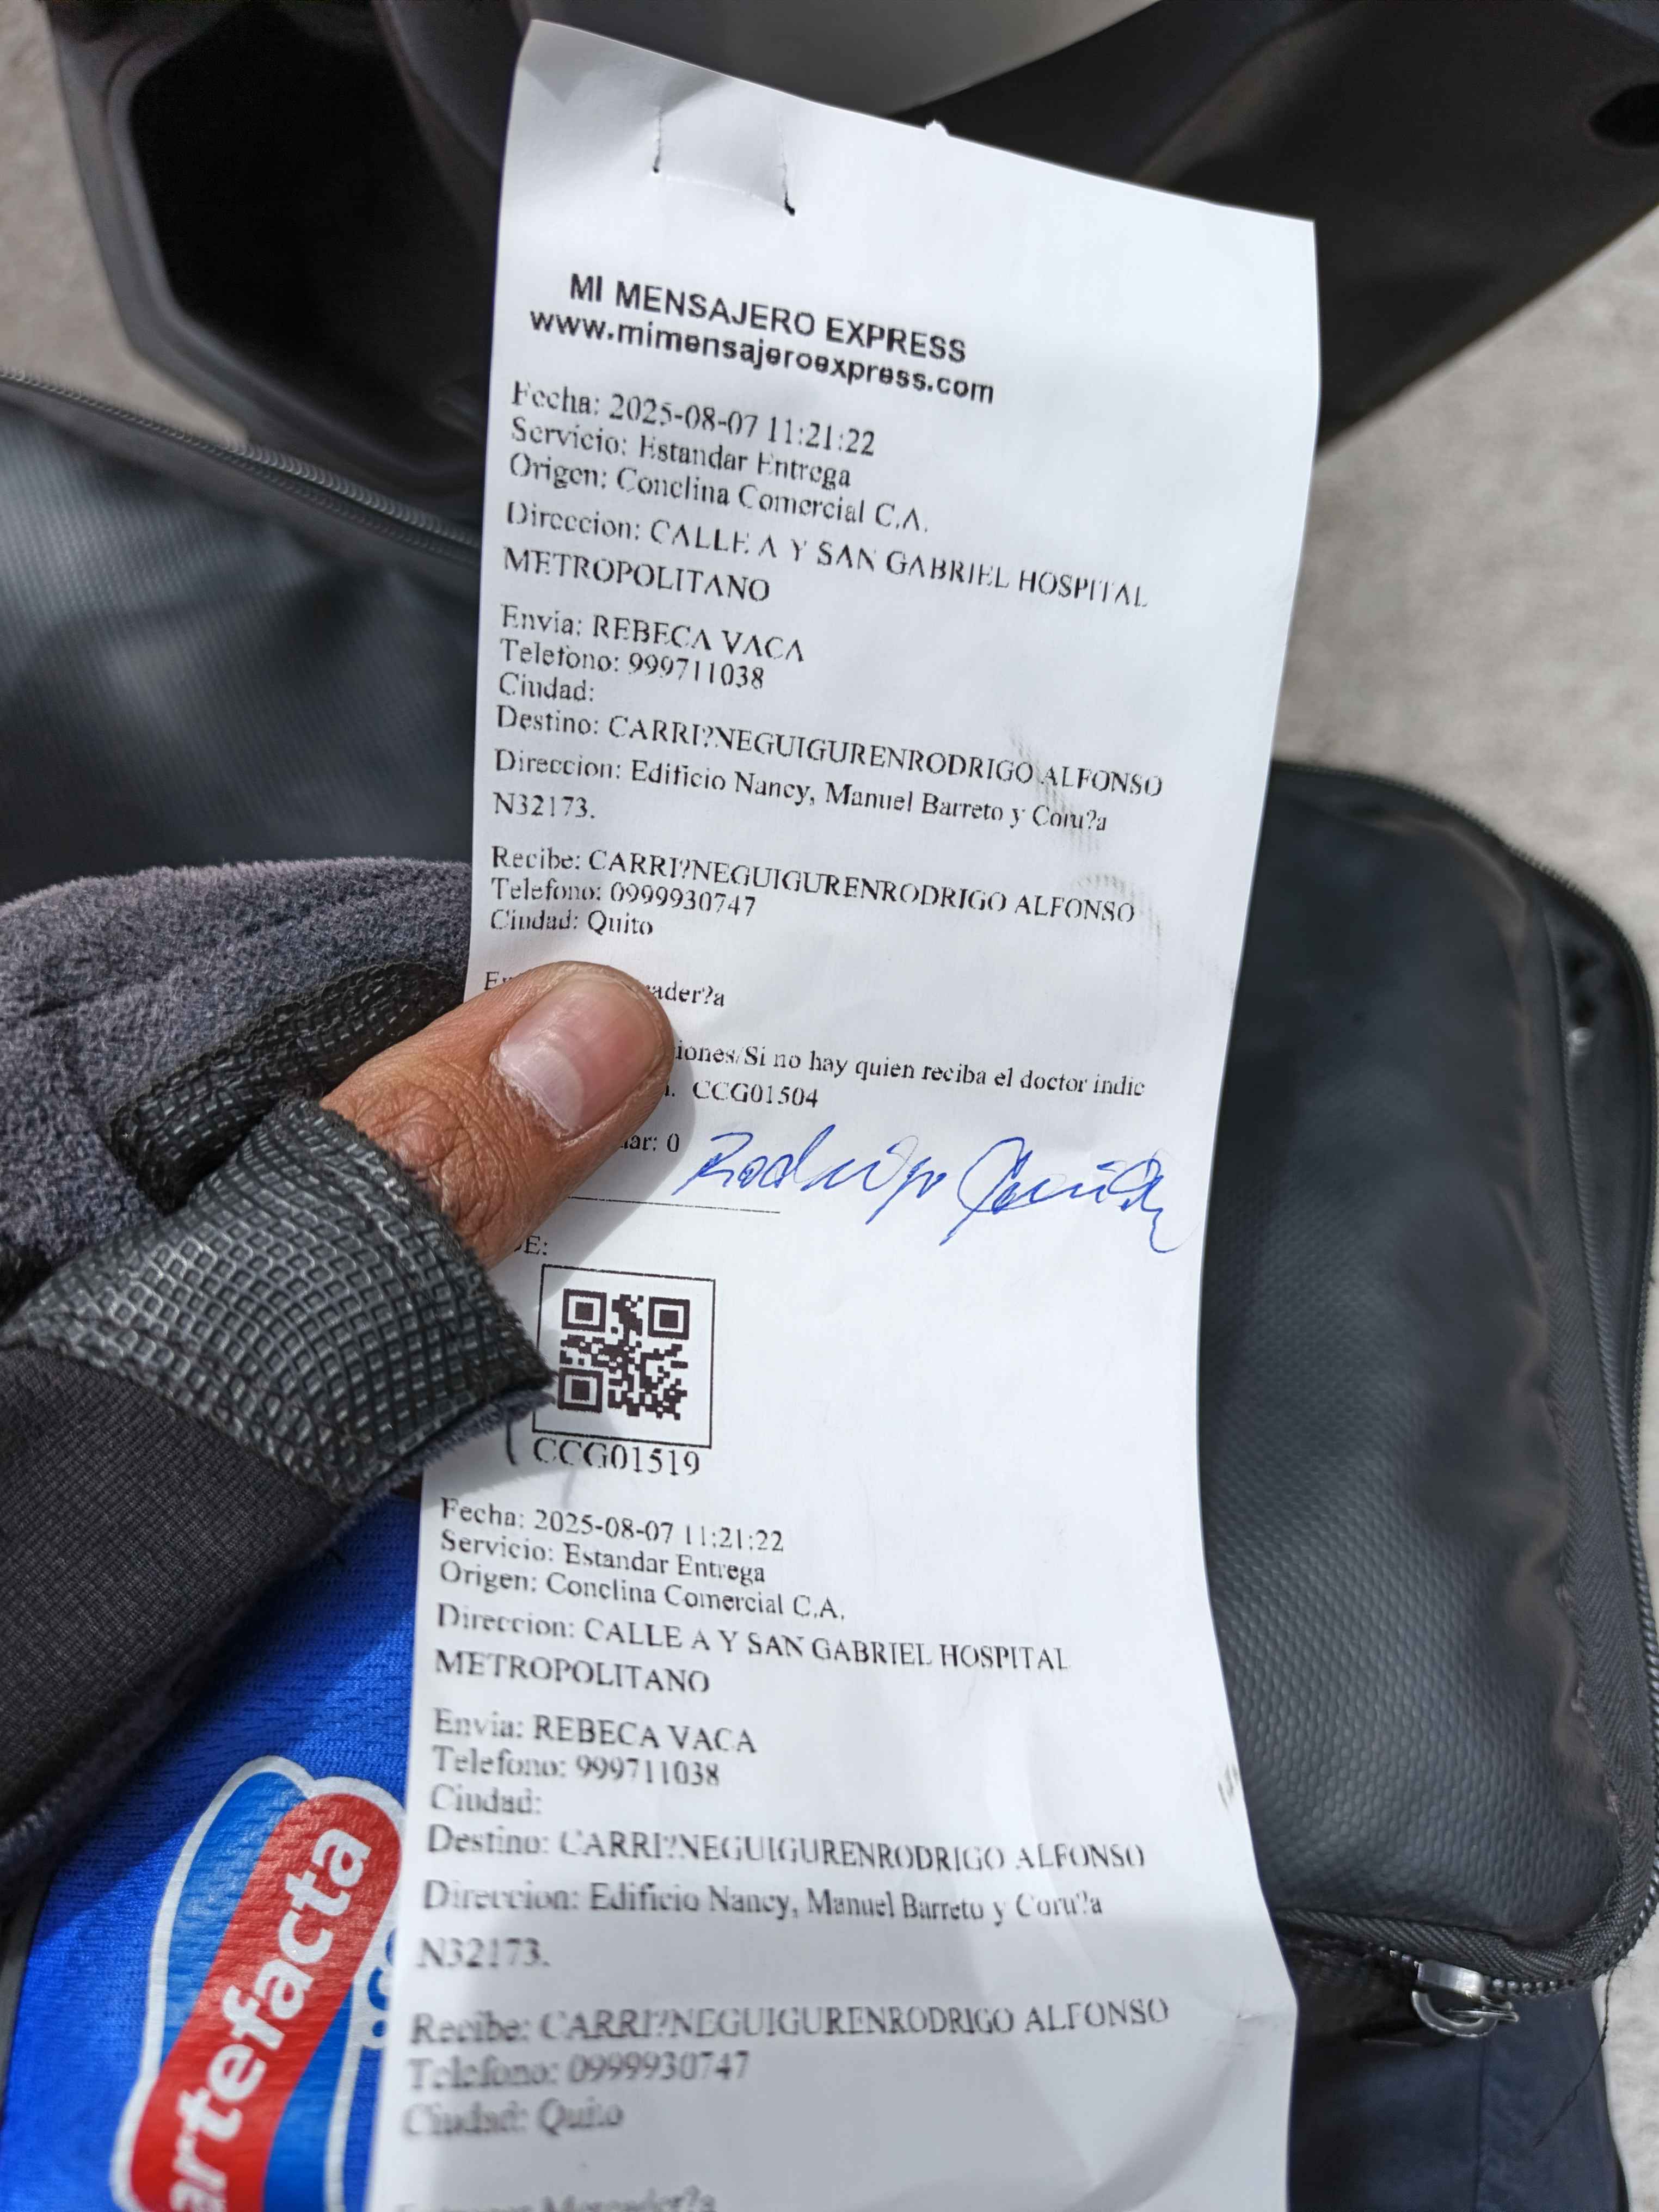 MI MENSAJERO EXPRESS
www.mimensajeroexpress.com
Fecha: 2025-08-07 11:21:22
Servicio: Estandar Entrega
Origen: Conclina Comercial C.A.
Direccion: CALLE A Y SAN GABRIEL HOSPITAL
METROPOLITANO
Envia: REBECA VACA
Telefono: 999711038
Ciudad:
Destino: CARRI?NEGUIGURENRODRIGO ALFONSO
Direccion: Edificio Nancy, Manuel Barreto y Coru?a
N32173.
Recibe: CARRI?NEGUIGURENRODRIGO ALFONSO
Telefono: 0999930747
Ciudad: Quito
ader?a
iones/Si no hay quien reciba el doctor indic
CCG01504
ar: 0
Rodrigo
E:
CCG01519
Fecha: 2025-08-07 11:21:22
Servicio: Estandar Entrega
Origen: Conclina Comercial C.A.
Direccion: CALLE A Y SAN GABRIEL HOSPITAL
METROPOLITANO
Envia: REBECA VACA
Telefono: 999711038
Ciudad:
Destino: CARRI?NEGUIGURENRODRIGO ALFONSO
Direccion: Edificio Nancy, Manuel Barreto y Coru?a
N32173.
Recibe: CARRI?NEGUIGURENRODRIGO ALFONSO
Telefono: 0999930747
Ciudad: Quito
Mercader?a
artefacta